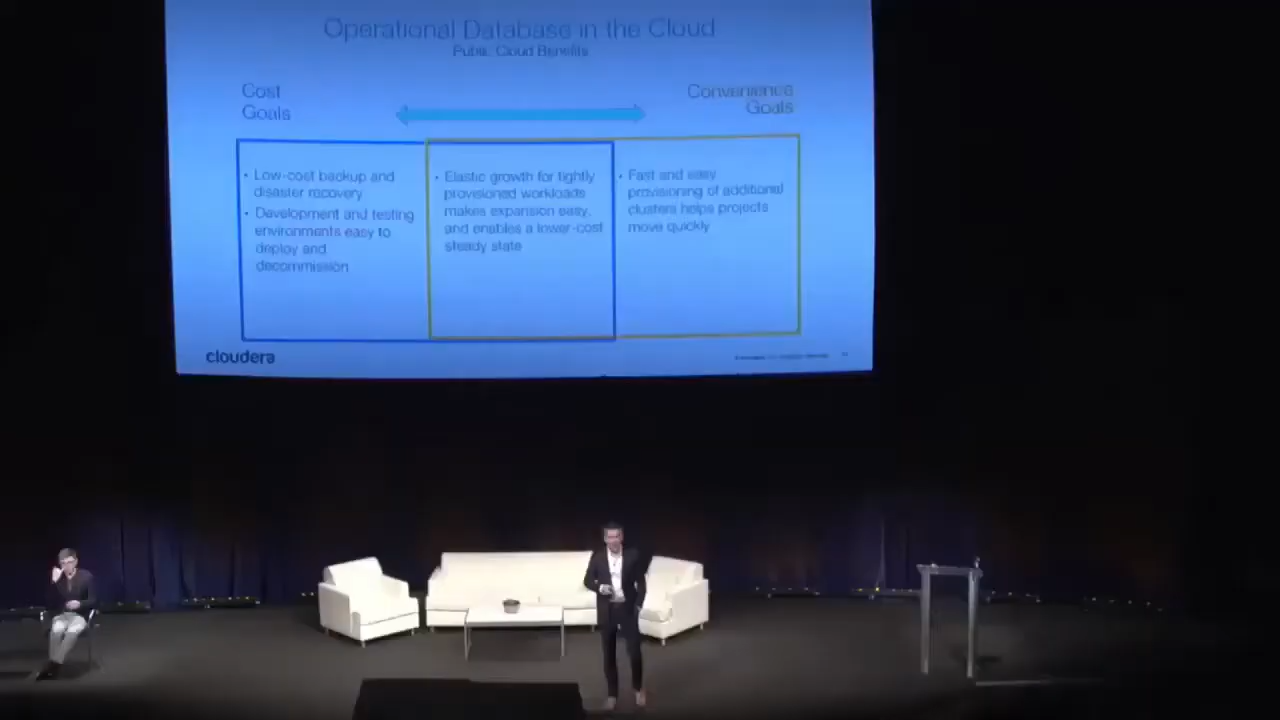 Operational Database in the Cloud
Public Cloud Benefits
Cost
Goals
Convenience
Goals
• Low-cost backup and
disaster recovery
• Development and testing
environments easy to
deploy and
decommission
• Elastic growth for tightly
provisioned workloads
makes expansion easy,
and enables a lower-cost
steady state
• Fast and easy
provisioning of additional
clusters helps projects
move quickly
cloudera